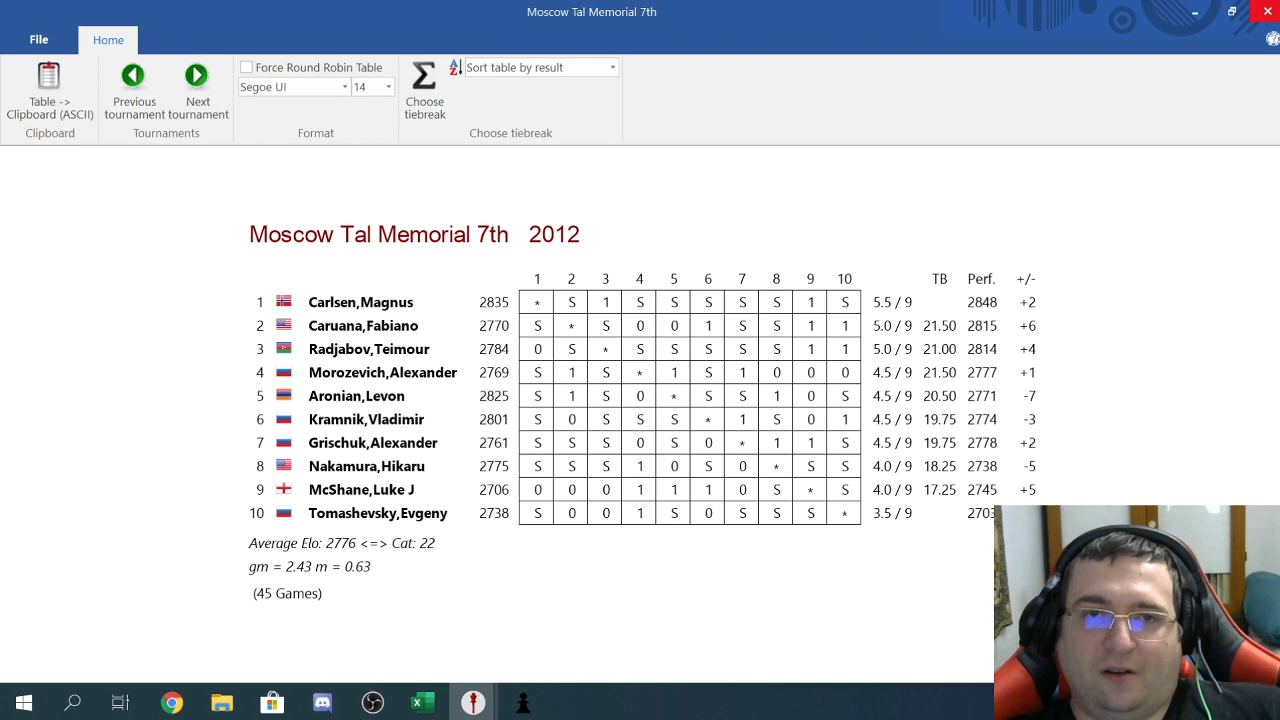 Moscow Tal Memorial 7th
File Home
Force Round Robin Table
Sort table by result
Segoe UI 14
Table -> Clipboard (ASCII)
Previous tournament
Next tournament
Choose tiebreak
Clipboard Tournaments Format Choose tiebreak
Moscow Tal Memorial 7th 2012
1 2 3 4 5 6 7 8 9 10 TB Perf. +/-
1 Carlsen,Magnus 2835 * S 1 S S S S S 1 S 5.5 / 9 2848 +2
2 Caruana,Fabiano 2770 S * S 0 0 1 S S 1 1 5.0 / 9 21.50 2815 +6
3 Radjabov,Teimour 2784 0 S * S S S S S 1 1 5.0 / 9 21.00 2814 +4
4 Morozevich,Alexander 2769 S 1 S * 1 S 1 0 0 0 4.5 / 9 21.50 2777 +1
5 Aronian,Levon 2825 S 1 S 0 * S S 1 0 S 4.5 / 9 20.50 2771 -7
6 Kramnik,Vladimir 2801 S 0 S S S * 1 S 0 1 4.5 / 9 19.75 2774 -3
7 Grischuk,Alexander 2761 S S S 0 S 0 * 1 1 S 4.5 / 9 19.75 2778 +2
8 Nakamura,Hikaru 2775 S S S 1 0 S 0 * S S 4.0 / 9 18.25 2738 -5
9 McShane,Luke J 2706 0 0 0 1 1 1 0 S * S 4.0 / 9 17.25 2745 +5
10 Tomashevsky,Evgeny 2738 S 0 0 1 S 0 S S S * 3.5 / 9 2703
Average Elo: 2776 <=> Cat: 22
gm = 2.43 m = 0.63
(45 Games)